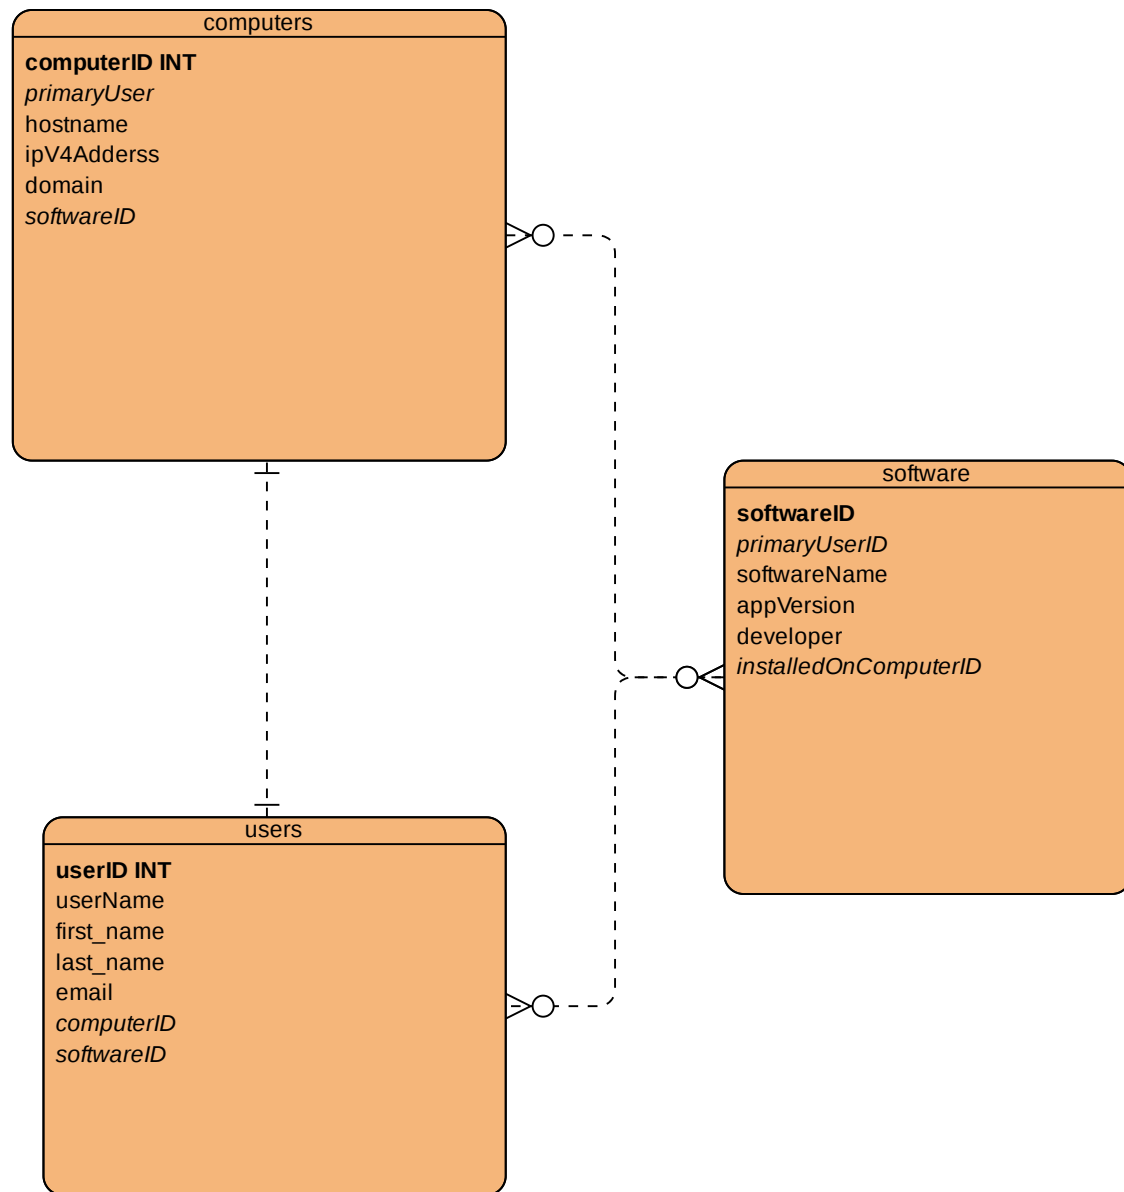 computers
computerID INT
primaryUser
hostname
ipV4Adderss
domain
softwareID
software
softwareID
primaryUserID
softwareName
appVersion
developer
installedOnComputerID
users
userID INT
userName
first_name
last_name
email
computerID
softwareID